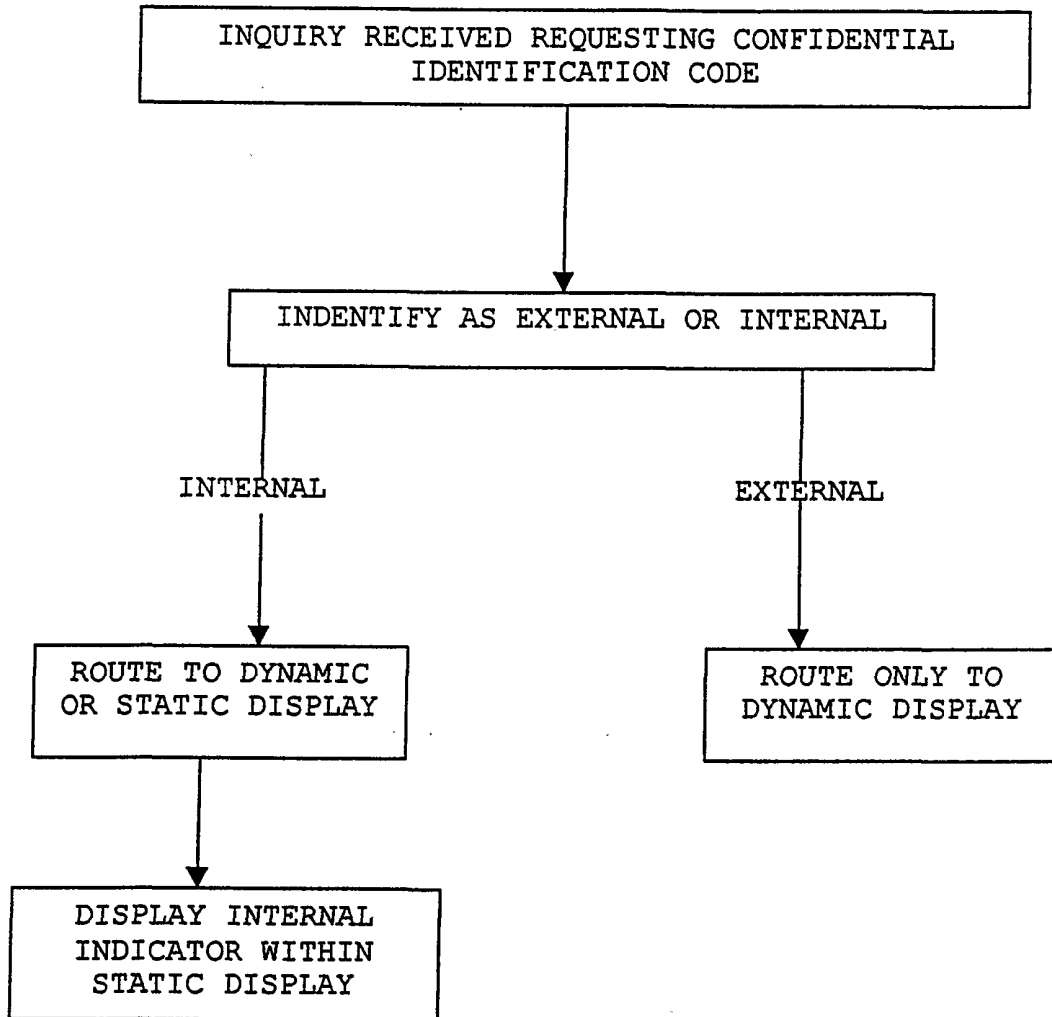 INQUIRY RECEIVED REQUESTING CONFIDENTIAL
IDENTIFICATION CODE
INDENTIFY AS EXTERNAL OR INTERNAL
INTERNAL
EXTERNAL
ROUTE TO DYNAMIC
OR STATIC DISPLAY
ROUTE ONLY TO
DYNAMIC DISPLAY
DISPLAY INTERNAL
INDICATOR WITHIN
STATIC DISPLAY